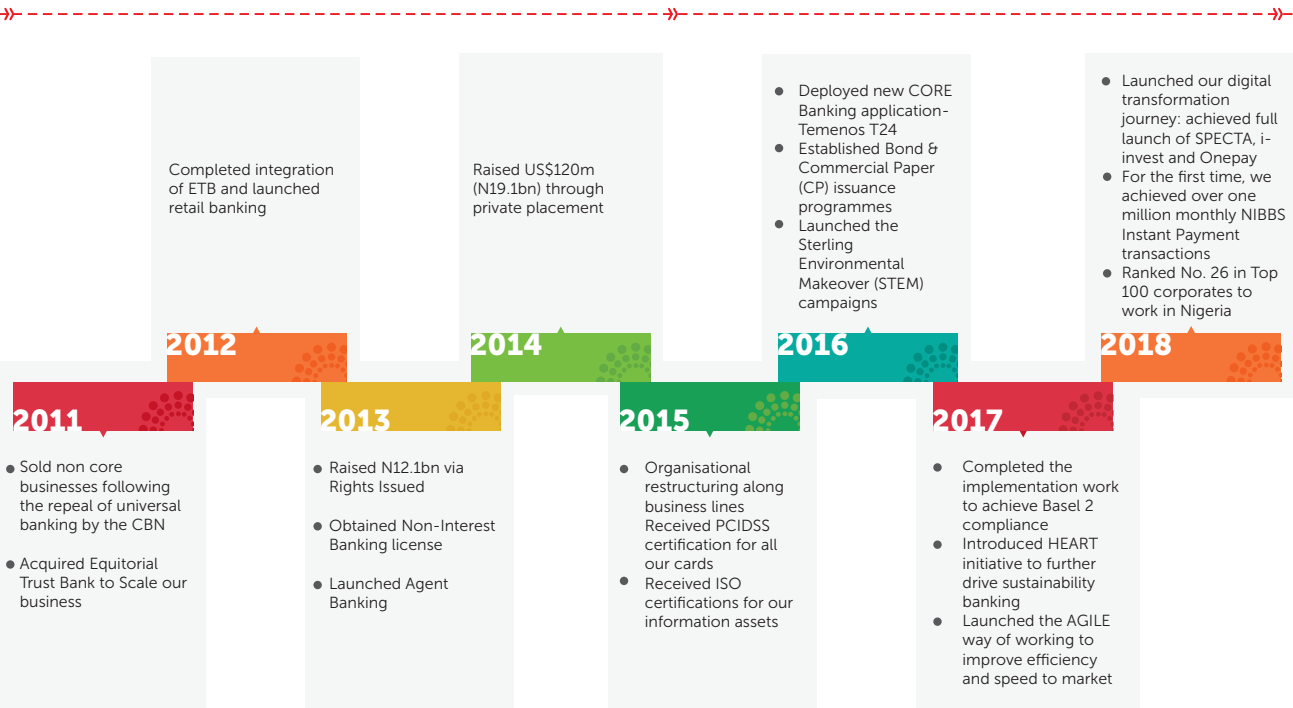 2011
● Sold non core
businesses following
the repeal of universal
banking by the CBN
● Acquired Equitorial
Trust Bank to Scale our
business
Completed integration
of ETB and launched
retail banking
2012
2013
● Raised N12.1bn via
Rights Issued
● Obtained Non-Interest
Banking license
● Launched Agent
Banking
Raised US$120m
(N19.1bn) through
private placement
2014
2015
● Organisational
restructuring along
business lines
Received PCIDSS
certification for all
our cards
● Received ISO
certifications for our
information assets
● Deployed new CORE
Banking application-
Temenos T24
● Established Bond &
Commercial Paper
(CP) issuance
programmes
● Launched the
Sterling
Environmental
Makeover (STEM)
campaigns
2016
2017
● Completed the
implementation work
to achieve Basel 2
compliance
● Introduced HEART
initiative to further
drive sustainability
banking
● Launched the AGILE
way of working to
improve efficiency
and speed to market
● Launched our digital
transformation
journey: achieved full
launch of SPECTA, i-
invest and Onepay
● For the first time, we
achieved over one
million monthly NIBBS
Instant Payment
transactions
● Ranked No. 26 in Top
100 corporates to
work in Nigeria
2018